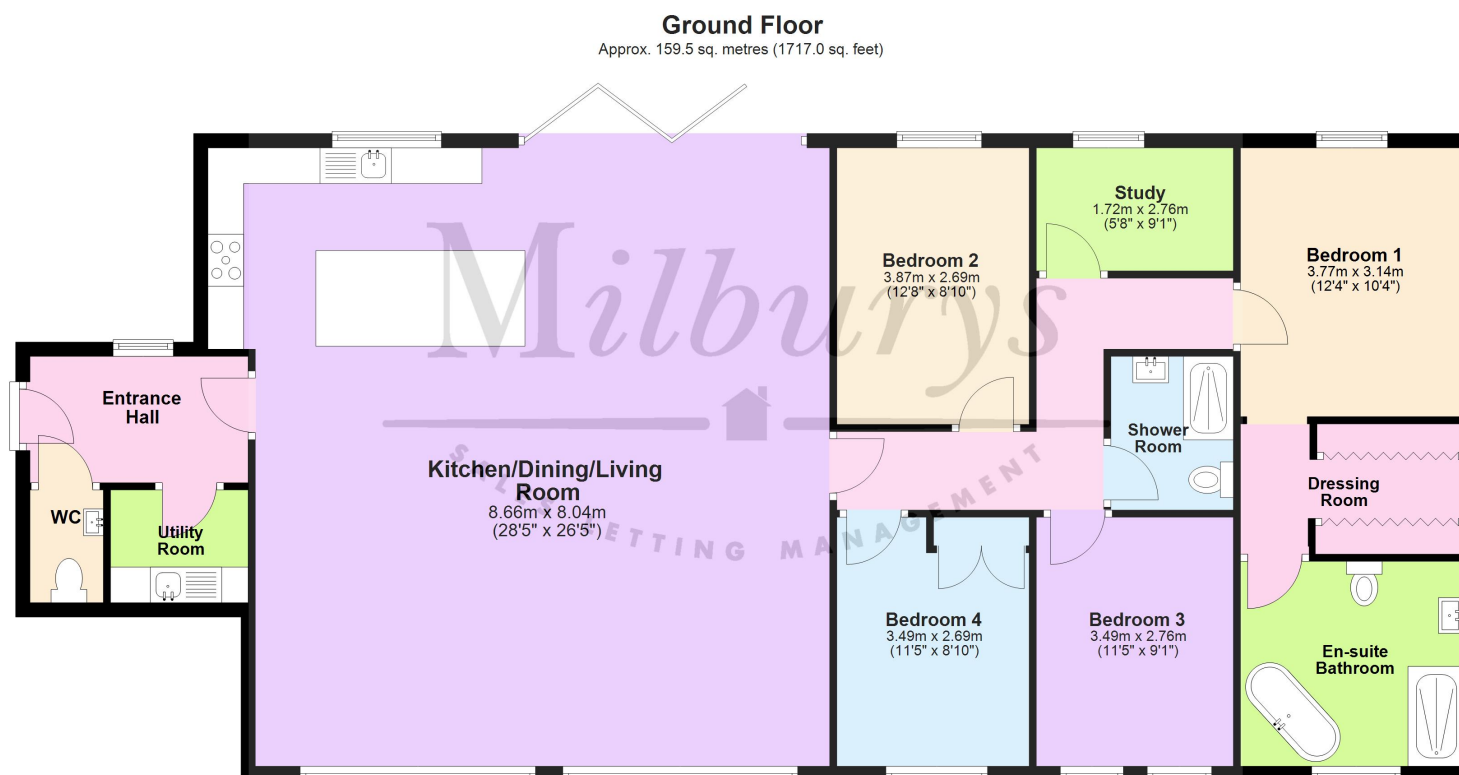 Ground Floor
Approx. 159.5 sq. metres (1717.0 sq. feet)
Study
1.72m x 2.76m
(5'8" x 9'1")
Bedroom 2
3.87m x 2.69m
(12'8" x 8'10")
Bedroom 1
3.77m x 3.14m
(12'4" x 10'4")
Milburys
Entrance
Hall
Shower
Room
Kitchen/Dining/Living
Room
8.66m x 8.04m
(28'5" x 26'5")
SALES LETTING MANAGEMENT
Dressing
Room
WC
Utility
Room
Bedroom 4
3.49m x 2.69m
(11'5" x 8'10")
Bedroom 3
3.49m x 2.76m
(11'5" x 9'1")
En-suite
Bathroom